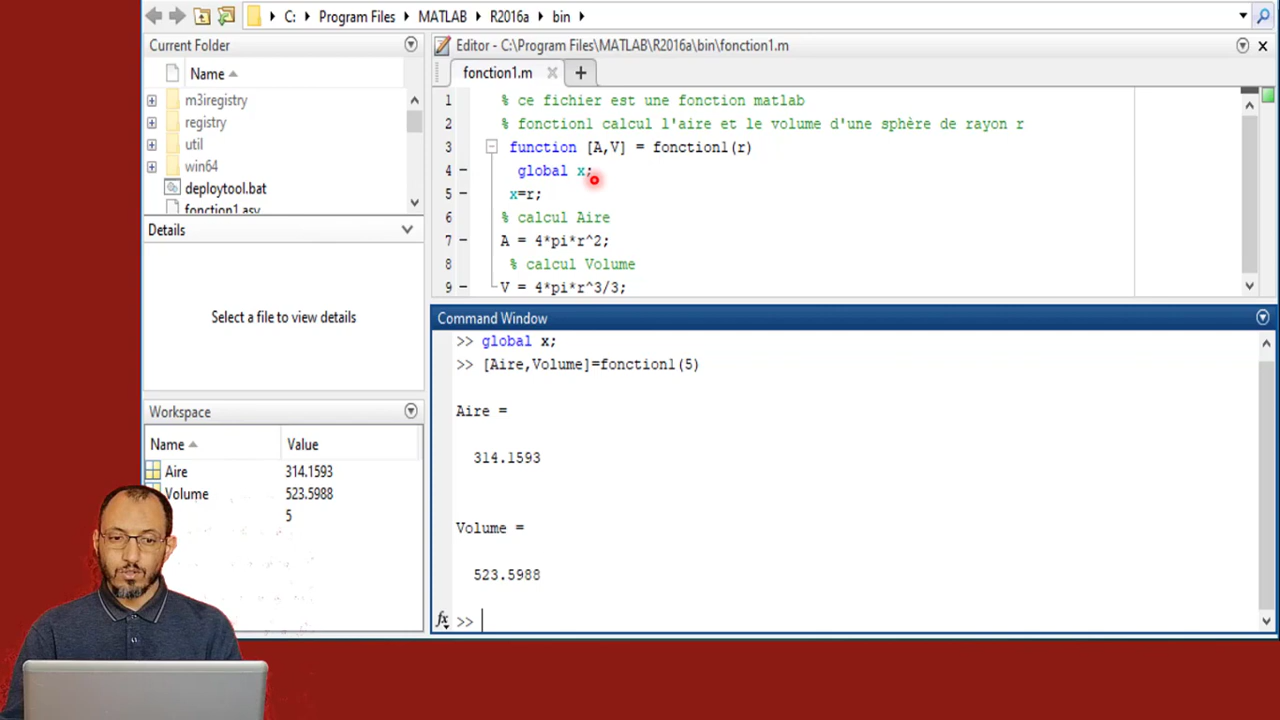 C: ▸ Program Files ▸ MATLAB ▸ R2016a ▸ bin ▸
Current Folder
Name
m3iregistry
registry
util
win64
deploytool.bat
fonction1.asv
Details
Select a file to view details
Workspace
Name Value
Aire 314.1593
Volume 523.5988
5
Editor - C:\Program Files\MATLAB\R2016a\bin\fonction1.m
fonction1.m
1 % ce fichier est une fonction matlab
2 % fonction1 calcul l'aire et le volume d'une sphère de rayon r
3 function [A,V] = fonction1(r)
4 – global x;
5 – x=r;
6 % calcul Aire
7 – A = 4*pi*r^2;
8 % calcul Volume
9 – V = 4*pi*r^3/3;
Command Window
>> global x;
>> [Aire,Volume]=fonction1(5)
Aire =
314.1593
Volume =
523.5988
fx >>